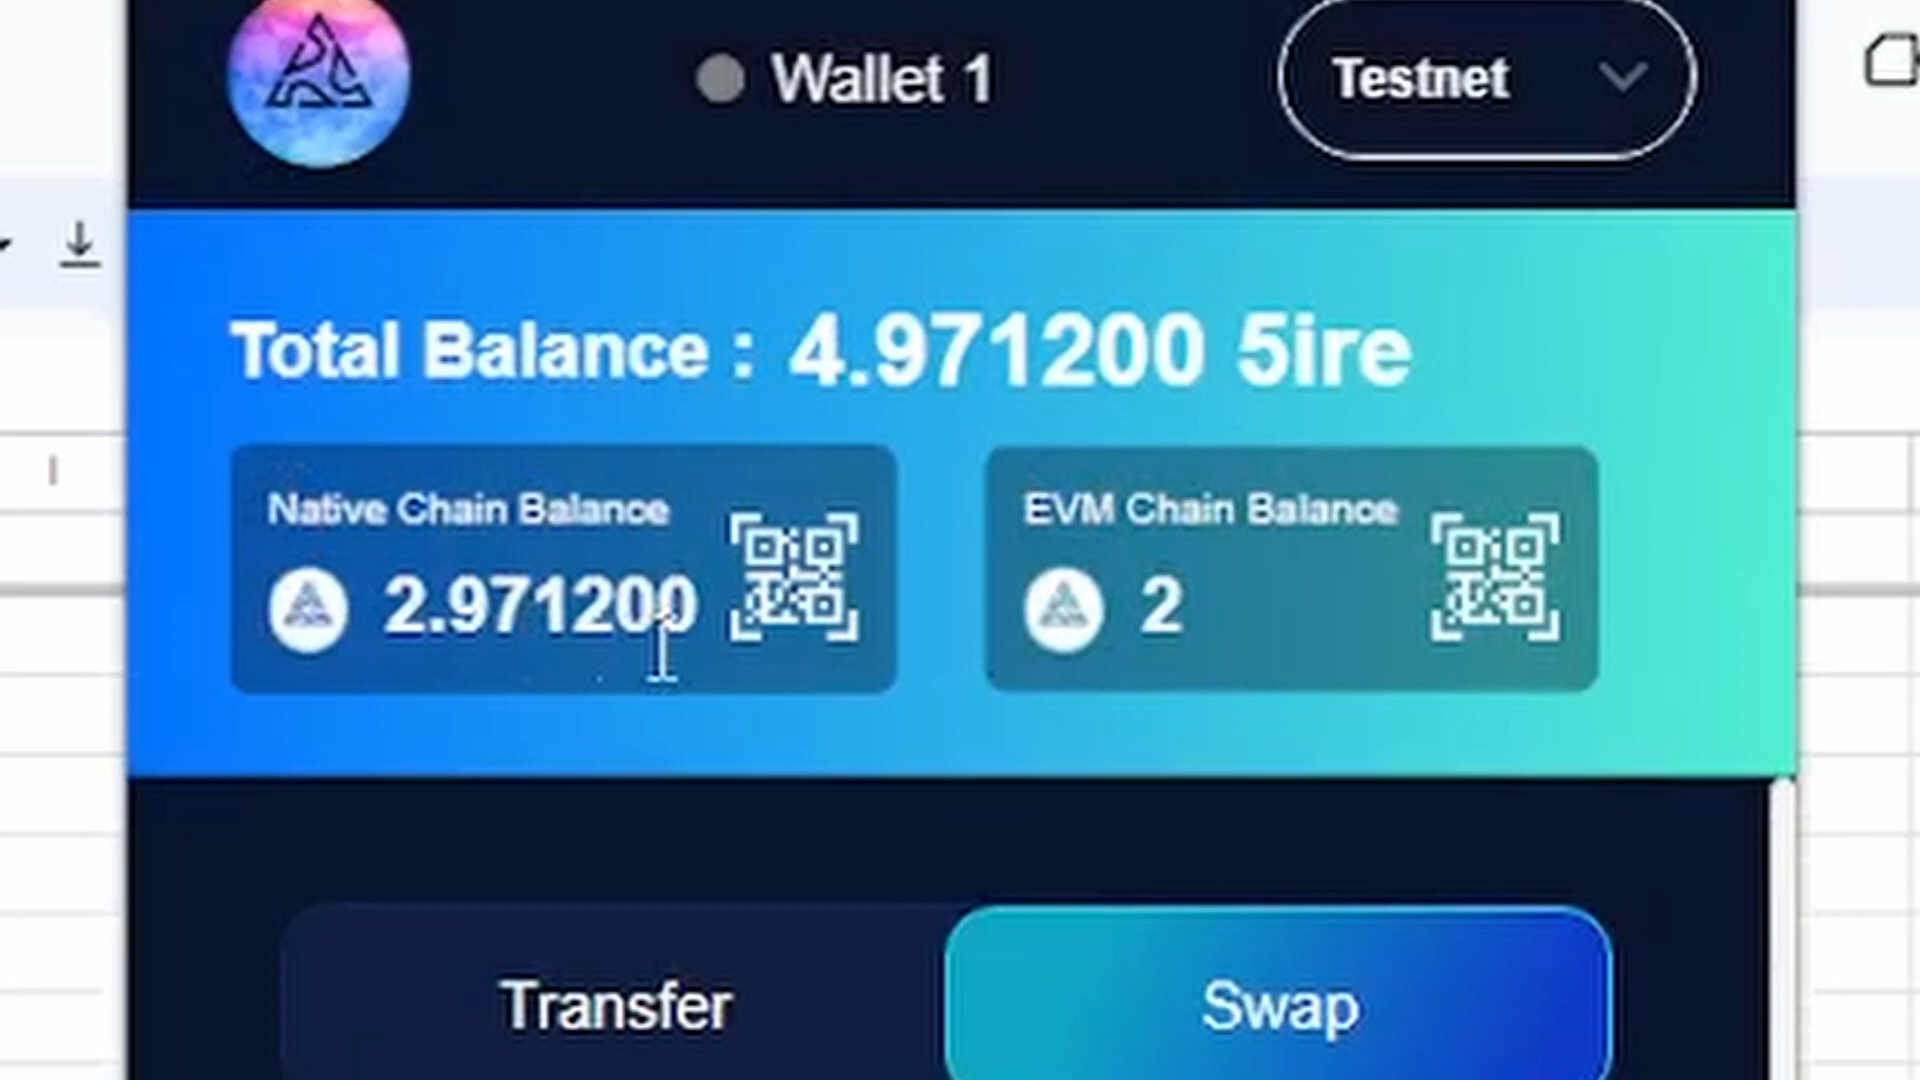 Wallet 1
Testnet
Total Balance : 4.971200 5ire
Native Chain Balance
2.971200
EVM Chain Balance
2
Transfer
Swap